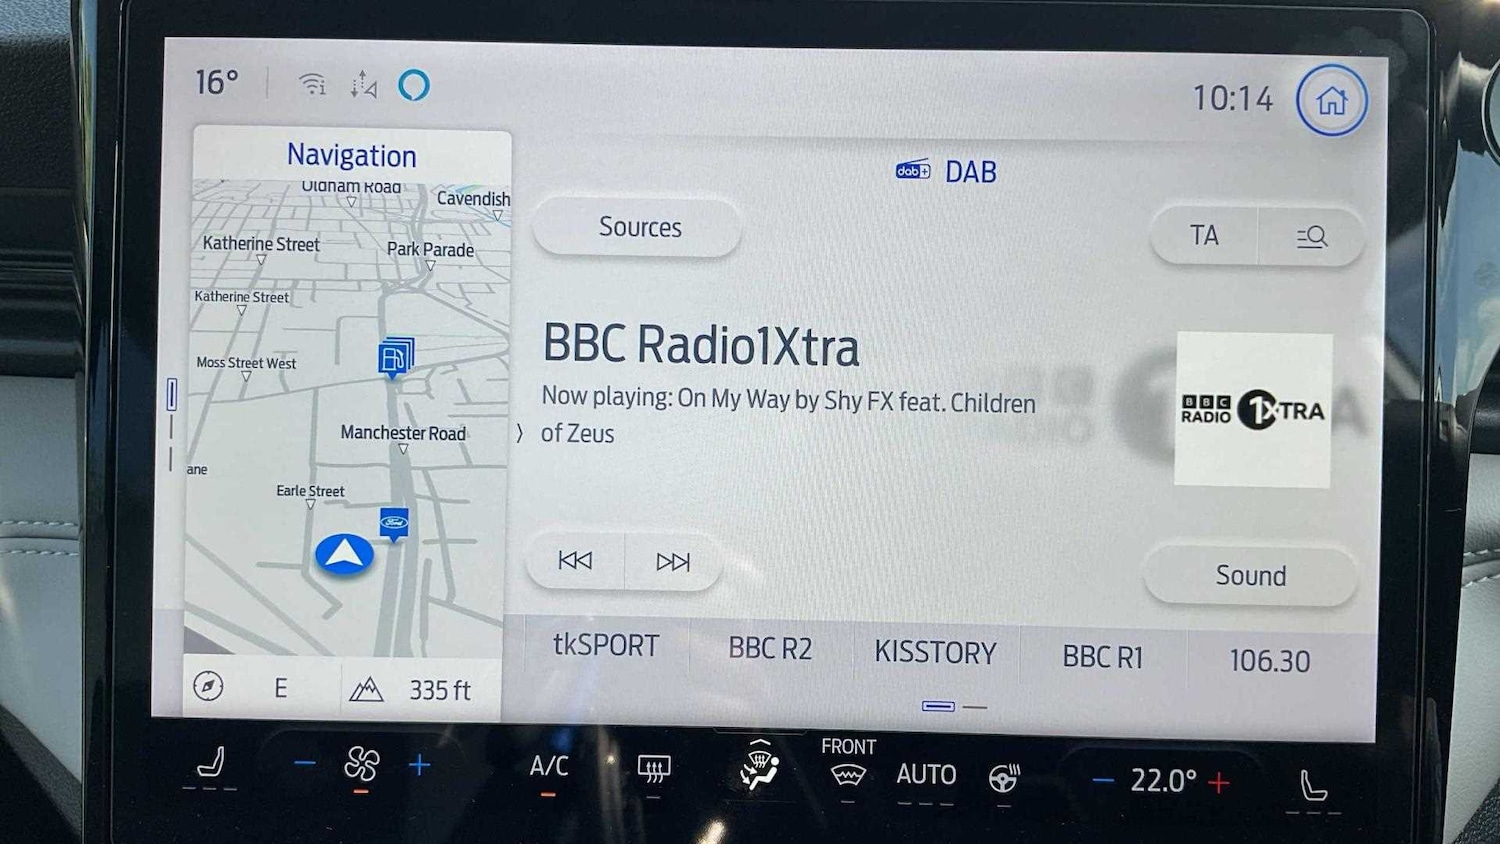 16°
10:14
Navigation
Oldham Road
Cavendish
Katherine Street
Park Parade
Katherine Street
Moss Street West
Manchester Road
ane
Earle Street
Ford
E
335 ft
dab+ DAB
Sources
TA
BBC Radio1Xtra
Now playing: On My Way by Shy FX feat. Children
of Zeus
BBC
RADIO 1XTRA
Sound
tkSPORT
BBC R2
KISSTORY
BBC R1
106.30
A/C
FRONT
AUTO
22.0°